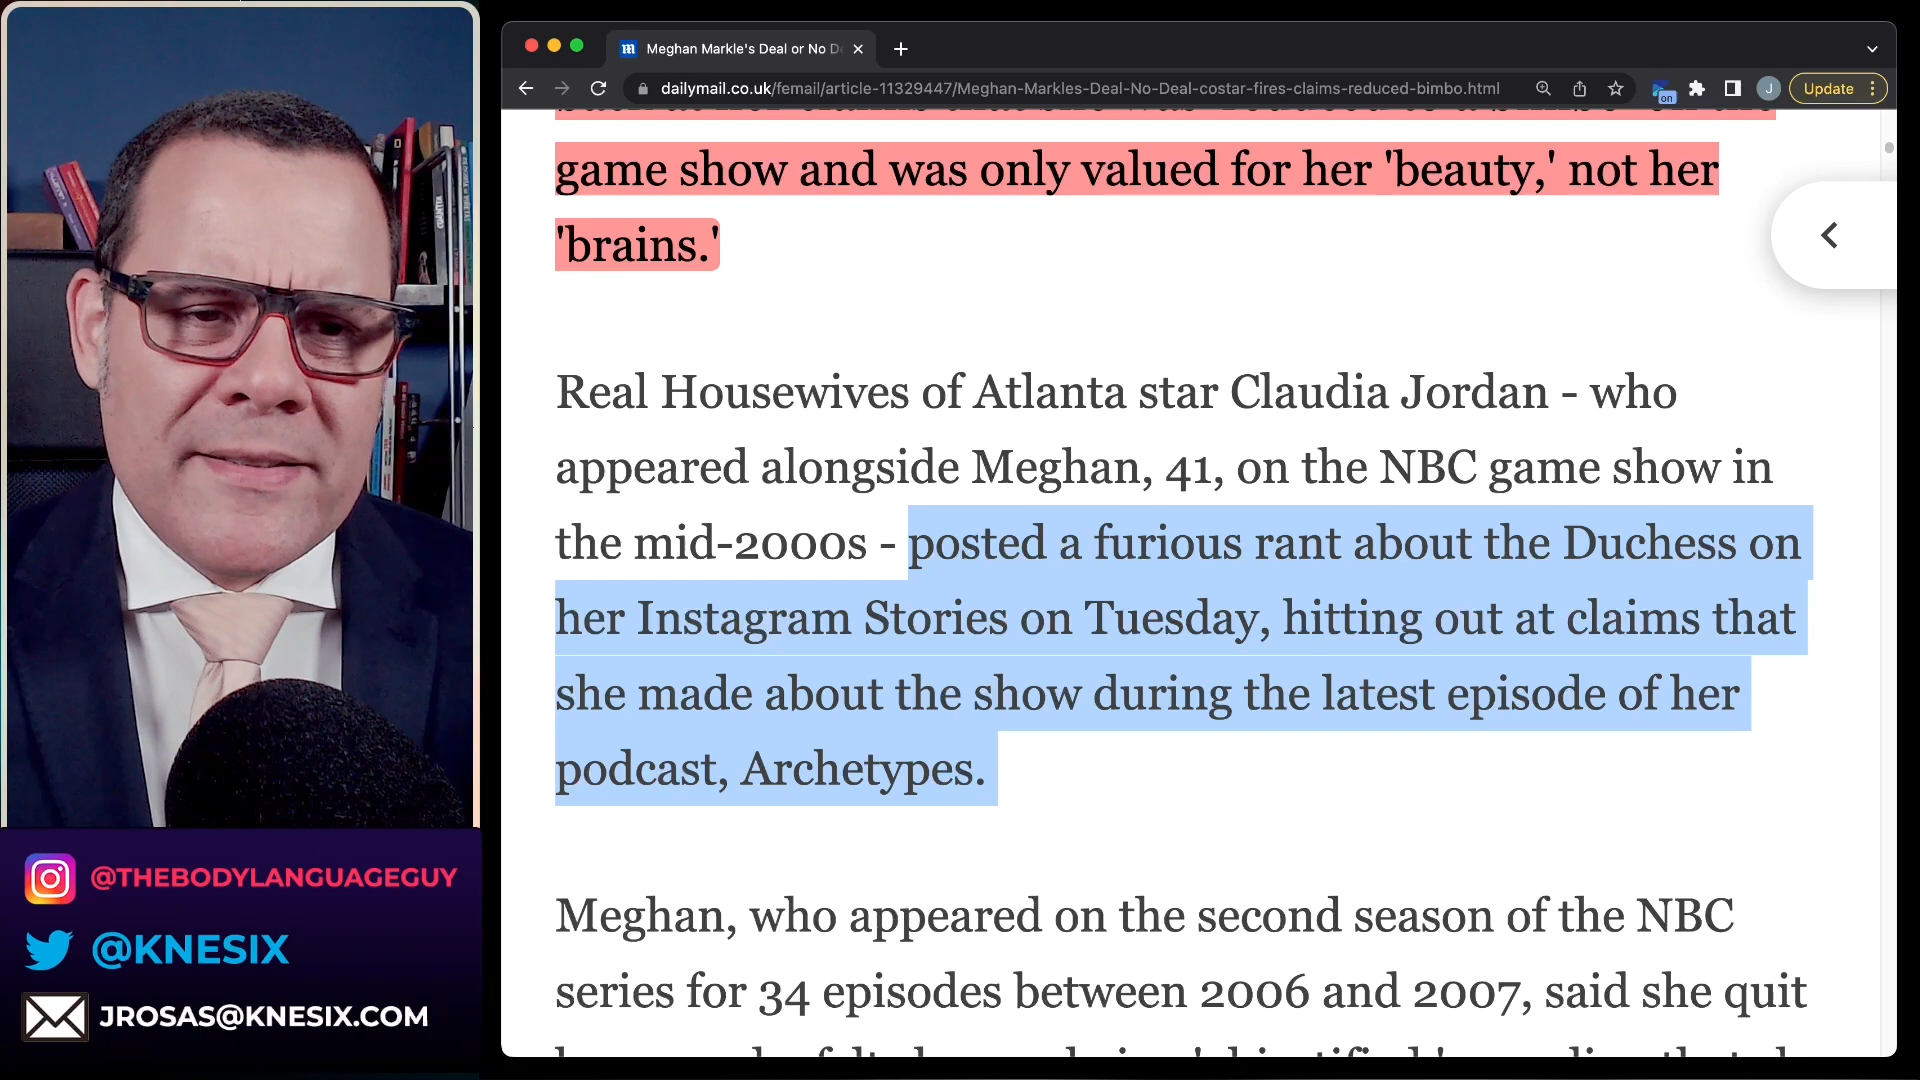 Meghan Markle's Deal or No D
dailymail.co.uk/femail/article-11329447/Meghan-Markles-Deal-No-Deal-costar-fires-claims-reduced-bimbo.html
on
J
Update
game show and was only valued for her 'beauty,' not her
'brains.'
Real Housewives of Atlanta star Claudia Jordan - who
appeared alongside Meghan, 41, on the NBC game show in
the mid-2000s - posted a furious rant about the Duchess on
her Instagram Stories on Tuesday, hitting out at claims that
she made about the show during the latest episode of her
podcast, Archetypes.
Meghan, who appeared on the second season of the NBC
series for 34 episodes between 2006 and 2007, said she quit
@THEBODYLANGUAGEGUY
@KNESIX
JROSAS@KNESIX.COM